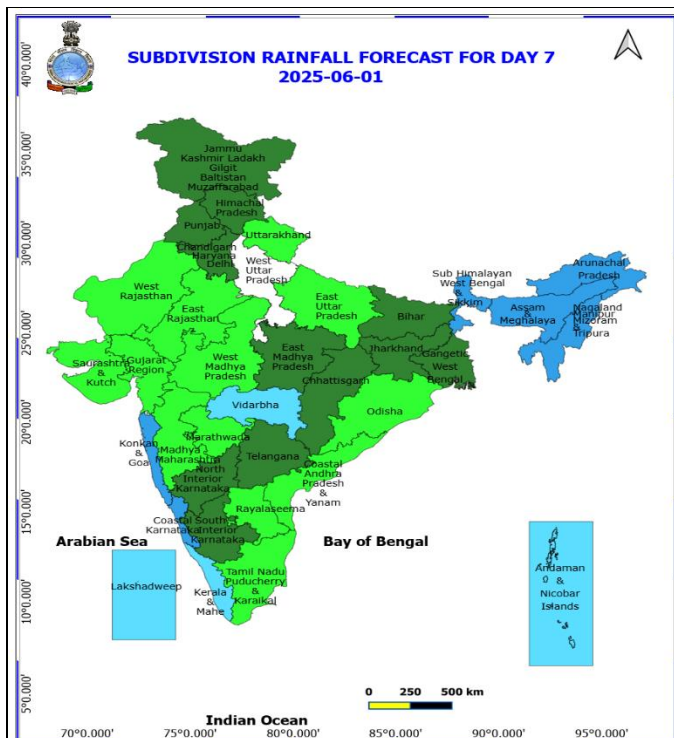 SUBDIVISION RAINFALL FORECAST FOR DAY 7
2025-06-01
40°0.000'
35°0.000'
30°0.000'
25°0.000'
20°0.000'
15°0.000'
10°0.000'
5°0.000'
Jammu
Kashmir Ladakh
Gilgit
Baltistan
Muzaffarabad
Himachal
Pradesh
Punjab
Chandigarh
Haryana
Delhi
Uttarakhand
West
Uttar
Pradesh
West
Rajasthan
East
Rajasthan
East
Uttar
Pradesh
Sub Himalayan
West Bengal
&
Sikkim
Arunachal
Pradesh
Assam
&
Meghalaya
Nagaland
Manipur
Mizoram
&
Tripura
Bihar
Jharkhand
Gangetic
West
Bengal
Saurashtra
&
Kutch
Gujarat
Region
West
Madhya
Pradesh
East
Madhya
Pradesh
Chhattisgarh
Vidarbha
Odisha
Konkan
&
Goa
Madhya
Maharashtra
Marathwada
Telangana
North
Interior
Karnataka
Coastal
Andhra
Pradesh
&
Yanam
Rayalaseema
Coastal
Karnataka
South
Interior
Karnataka
Arabian Sea
Bay of Bengal
Lakshadweep
Kerala
&
Mahe
Tamil Nadu
Puducherry
&
Karaikal
Andaman
&
Nicobar
Islands
0 250 500 km
Indian Ocean
70°0.000' 75°0.000' 80°0.000' 85°0.000' 90°0.000' 95°0.000'